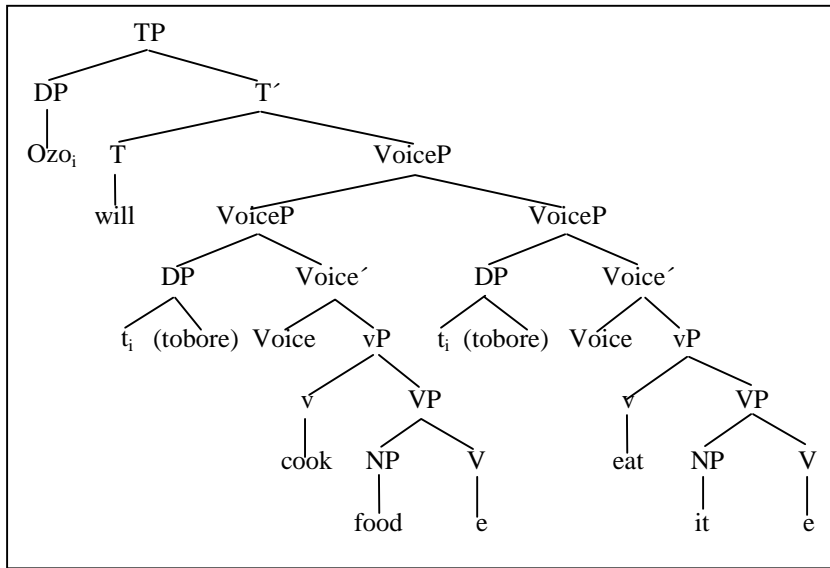 TP
DP T´
Ozoi T VoiceP
will VoiceP VoiceP
DP Voice´ DP Voice´
ti (tobore) Voice vP ti (tobore) Voice vP
v VP v VP
cook NP V eat NP V
food e it e